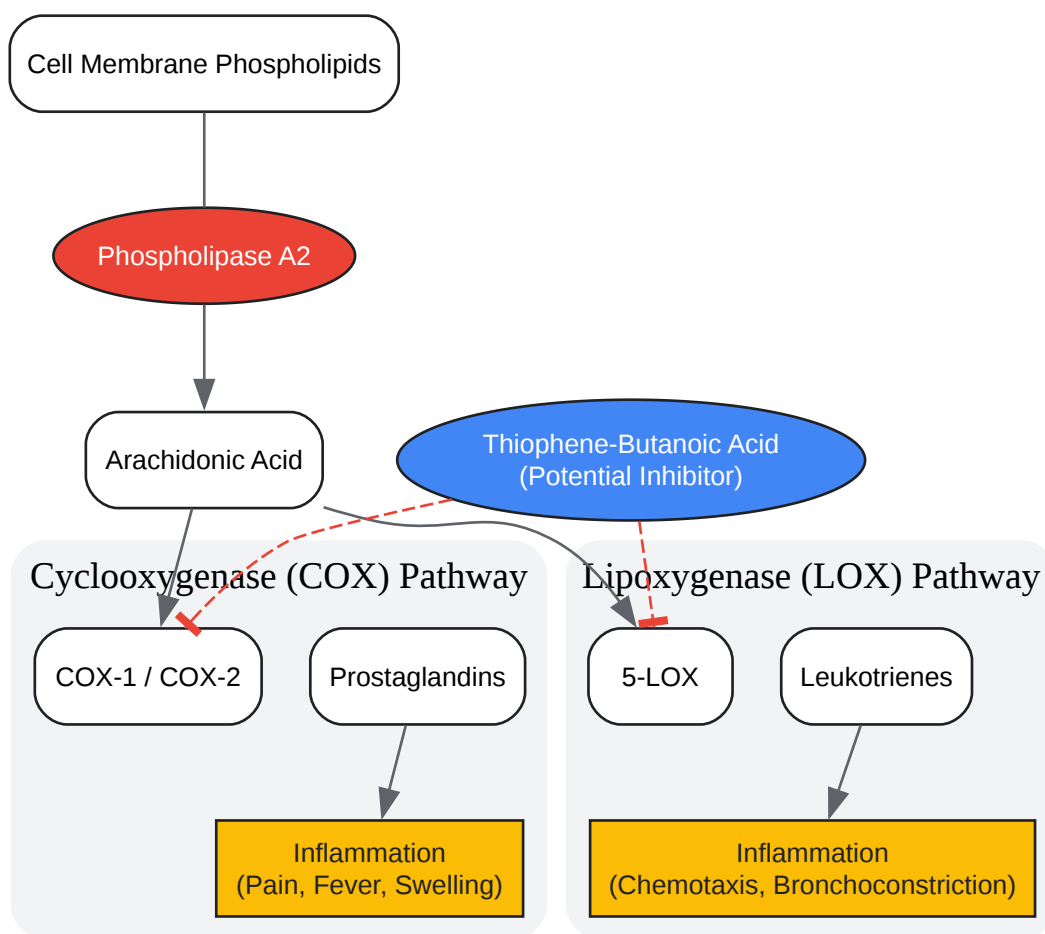 Cell Membrane Phospholipids
Phospholipase A2
Arachidonic Acid
Thiophene-Butanoic Acid
(Potential Inhibitor)
Cyclooxygenase (COX) Pathway
Lipoxygenase (LOX) Pathway
COX-1 / COX-2
Prostaglandins
5-LOX
Leukotrienes
Inflammation
(Pain, Fever, Swelling)
Inflammation
(Chemotaxis, Bronchoconstriction)